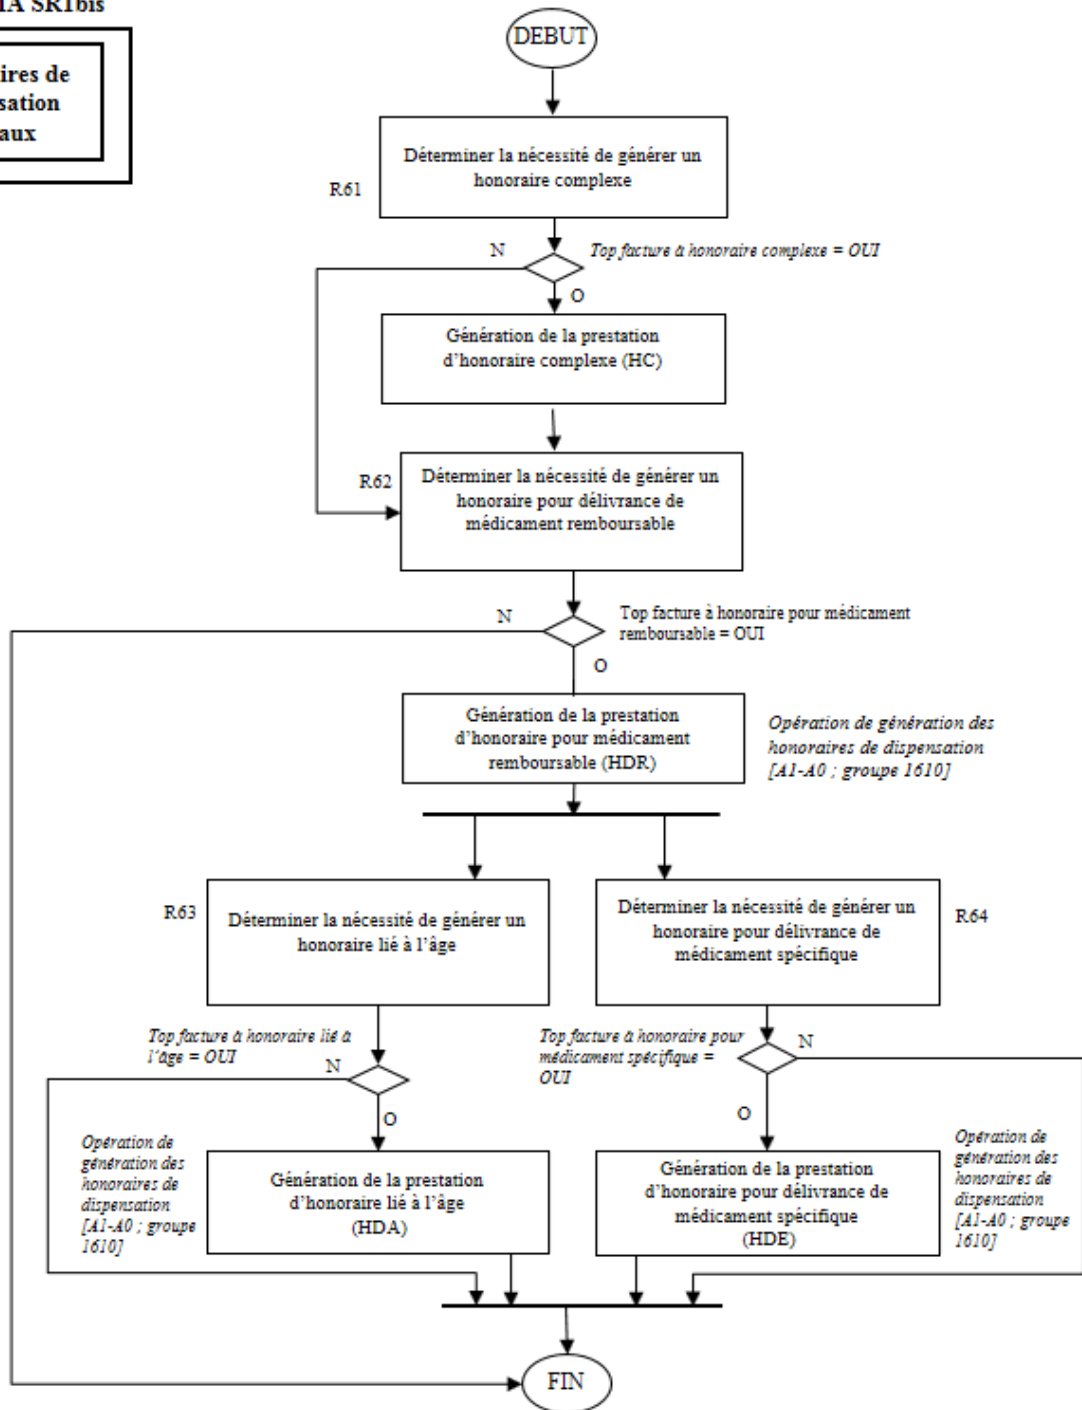 SR1bis
DEBUT
Déterminer la nécessité de générer un
honoraire complexe
R61
N
Top facture à honoraire complexe = OUI
O
Génération de la prestation
d'honoraire complexe (HC)
R62
Déterminer la nécessité de générer un
honoraire pour délivrance de
médicament remboursable
N
Top facture à honoraire pour médicament
remboursable = OUI
O
Génération de la prestation
d'honoraire pour médicament
remboursable (HDR)
Opération de génération des
honoraires de dispensation
[A1-A0 ; groupe 1610]
R63
Déterminer la nécessité de générer un
honoraire lié à l'âge
Déterminer la nécessité de générer un
honoraire pour délivrance de
médicament spécifique
R64
Top facture à honoraire lié à
l'âge = OUI
N
O
Top facture à honoraire pour
médicament spécifique =
OUI
N
O
Opération de
génération des
honoraires de
dispensation
[A1-A0 ; groupe
1610]
Génération de la prestation
d'honoraire lié à l'âge
(HDA)
Génération de la prestation
d'honoraire pour délivrance de
médicament spécifique
(HDE)
Opération de
génération des
honoraires de
dispensation
[A1-A0 ; groupe
1610]
FIN